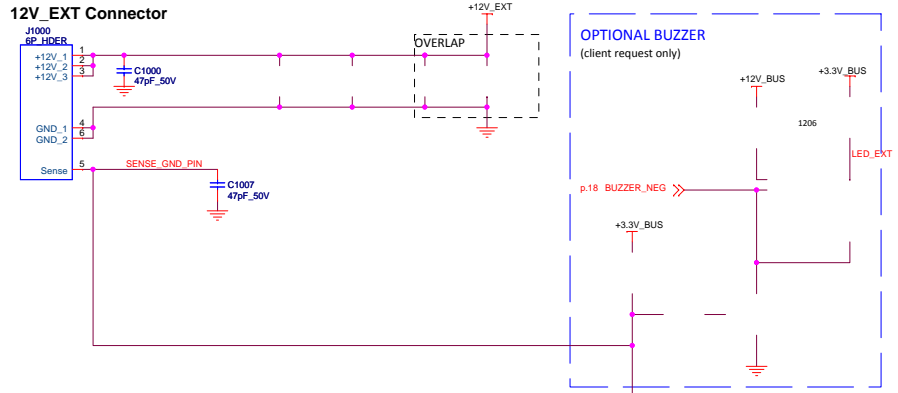 12V_EXT Connector
+12V_EXT
J1000
6P_HDER
OVERLAP
OPTIONAL BUZZER
(client request only)
+12V_1
1
+12V_2
2
+12V_3
3
C1000
47pF_50V
+12V_BUS
+3.3V_BUS
1206
GND_1
4
GND_2
6
LED_EXT
Sense
5
SENSE_GND_PIN
C1007
47pF_50V
p.18 BUZZER_NEG
+3.3V_BUS